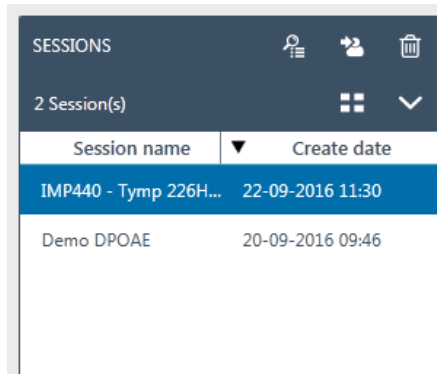 SESSIONS
2 Session(s)
Session name Create date
IMP440 - Tymp 226H... 22-09-2016 11:30
Demo DPOAE 20-09-2016 09:46